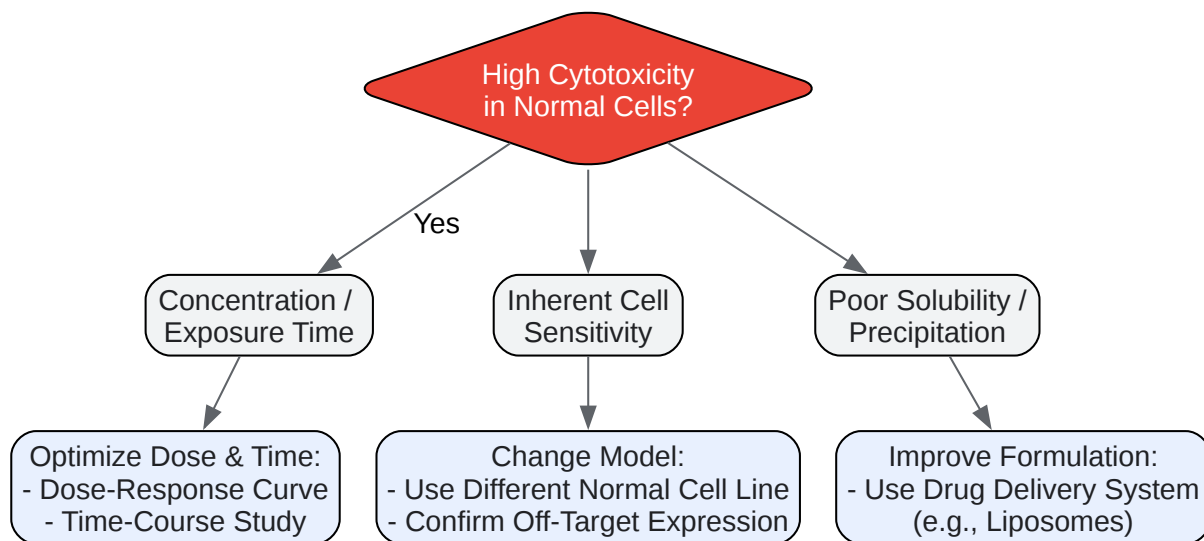 High Cytotoxicity
in Normal Cells?
Yes
Concentration /
Exposure Time
Inherent Cell
Sensitivity
Poor Solubility /
Precipitation
Optimize Dose & Time:
- Dose-Response Curve
- Time-Course Study
Change Model:
- Use Different Normal Cell Line
- Confirm Off-Target Expression
Improve Formulation:
- Use Drug Delivery System
(e.g., Liposomes)